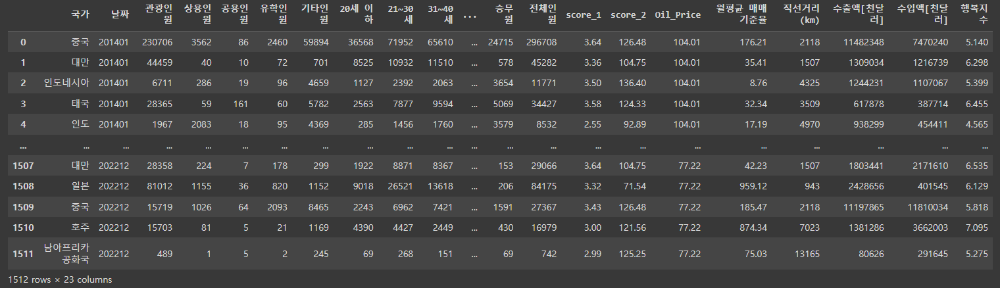 국가 날짜 관광인원 상용인원 공용인원 유학인원 기타인원 20세 이하 21~30세 31~40세 ... 승무원 전체인원 score_1 score_2 Oil_Price 월평균 매매기준율 직선거리(km) 수출액[천달러] 수입액[천달러] 행복지수
0 중국 201401 230706 3562 86 2460 59894 36568 71952 65610 ... 24715 296708 3.64 126.48 104.01 176.21 2118 11482348 7470240 5.140
1 대만 201401 44459 40 10 72 701 8525 10932 11510 ... 578 45282 3.36 104.75 104.01 35.41 1507 1309034 1216739 6.298
2 인도네시아 201401 6711 286 19 96 4659 1127 2392 2063 ... 3654 11771 3.50 136.40 104.01 8.76 4325 1244231 1107067 5.399
3 태국 201401 28365 59 161 60 5782 2563 7877 9594 ... 5069 34427 3.58 124.33 104.01 32.34 3509 617878 387714 6.455
4 인도 201401 1967 2083 18 95 4369 285 1456 1760 ... 3579 8532 2.55 92.89 104.01 17.19 4970 938299 454411 4.565
... ... ... ... ... ... ... ... ... ... ... ... ... ... ... ... ... ... ... ... ... ...
1507 대만 202212 28358 224 7 178 299 1922 8871 8367 ... 153 29066 3.64 104.75 77.22 42.23 1507 1803441 2171610 6.535
1508 일본 202212 81012 1155 36 820 1152 9018 26521 13618 ... 206 84175 3.32 71.54 77.22 959.12 943 2428656 401545 6.129
1509 중국 202212 15719 1026 64 2093 8465 2243 6962 7421 ... 1591 27367 3.43 126.48 77.22 185.47 2118 11197865 11810034 5.818
1510 호주 202212 15703 81 5 21 1169 4390 4427 2449 ... 430 16979 3.00 121.56 77.22 874.34 7023 1381286 3662003 7.095
1511 남아프리카공화국 202212 489 1 5 2 245 69 268 151 ... 69 742 2.99 125.25 77.22 75.03 13165 80626 291645 5.275
1512 rows × 23 columns